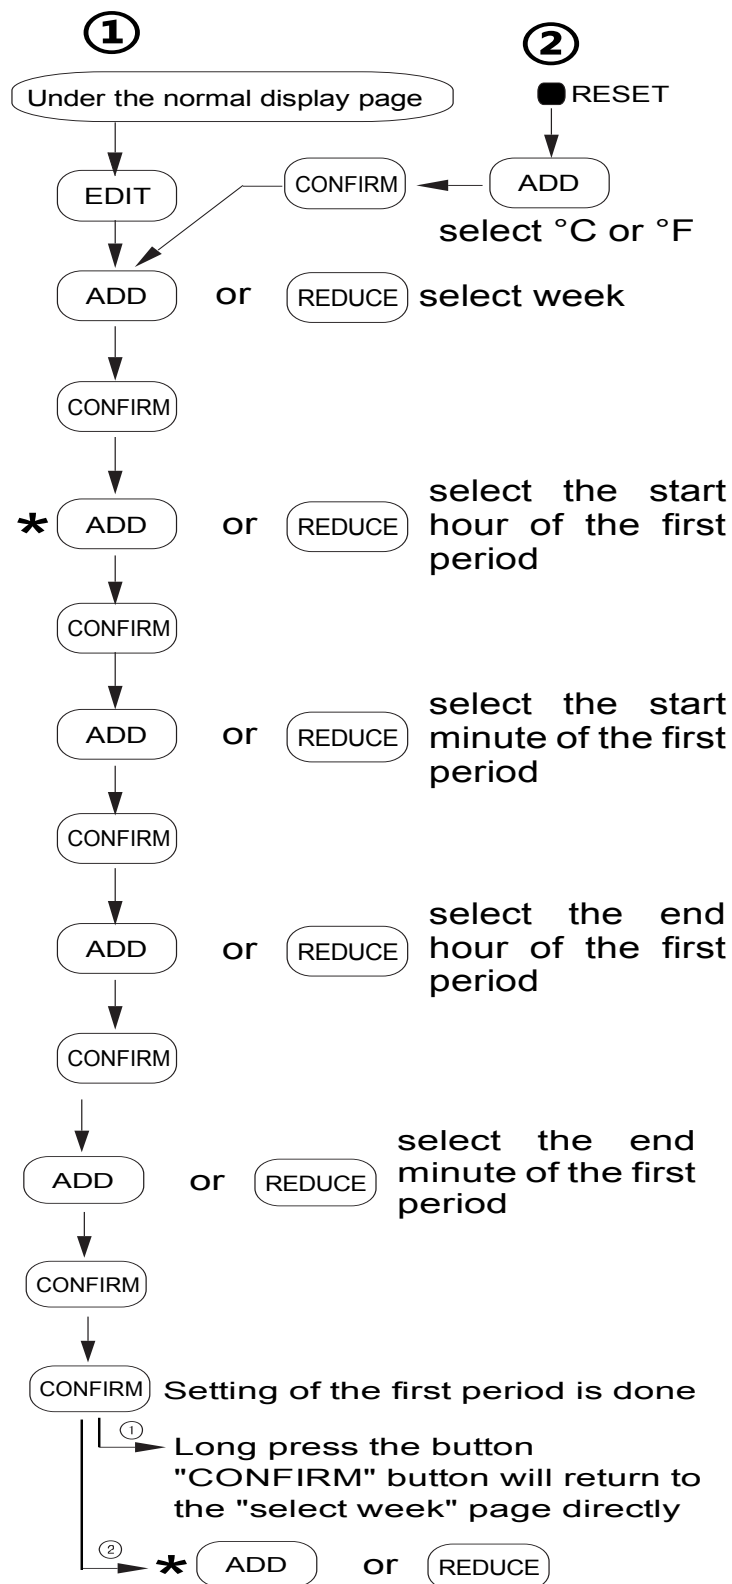 ① ②
Under the normal display page
RESET
EDIT
CONFIRM
ADD
select °C or °F
ADD or REDUCE select week
CONFIRM
select the start
* ADD or REDUCE hour of the first
period
CONFIRM
select the start
ADD or REDUCE minute of the first
period
CONFIRM
select the end
ADD or REDUCE hour of the first
period
CONFIRM
select the end
ADD or REDUCE minute of the first
period
CONFIRM
CONFIRM Setting of the first period is done
① Long press the button
"CONFIRM" button will return to
the "select week" page directly
② * ADD or REDUCE